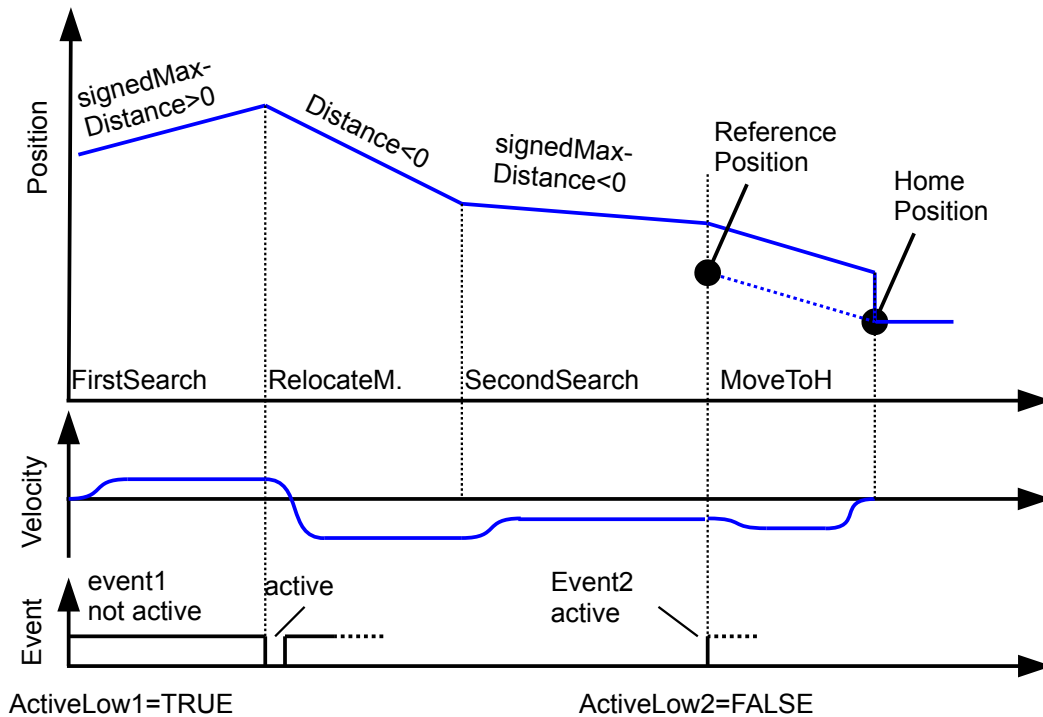 signedMax-
Distance>0
Distance<0
signedMax-
Distance<0
Reference
Position
Home
Position
Position
FirstSearch
RelocateM.
SecondSearch
MoveToH
Velocity
event1
not active
active
Event2
active
Event
ActiveLow1=TRUE
ActiveLow2=FALSE